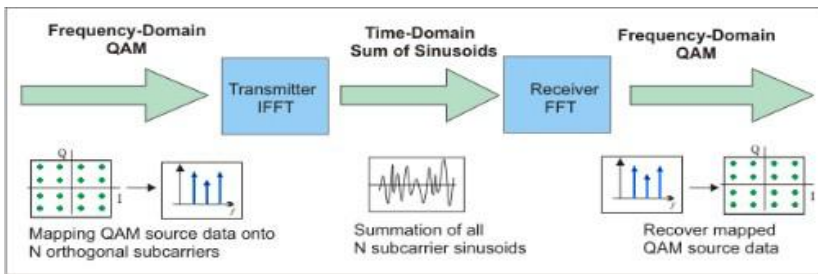 Frequency-Domain
QAM
Time-Domain
Sum of Sinusoids
Frequency-Domain
QAM
Transmitter
IFFT
Receiver
FFT
Q
I
f
Mapping QAM source data onto
N orthogonal subcarriers
Summation of all
N subcarrier sinusoids
f
Q
I
Recover mapped
QAM source data